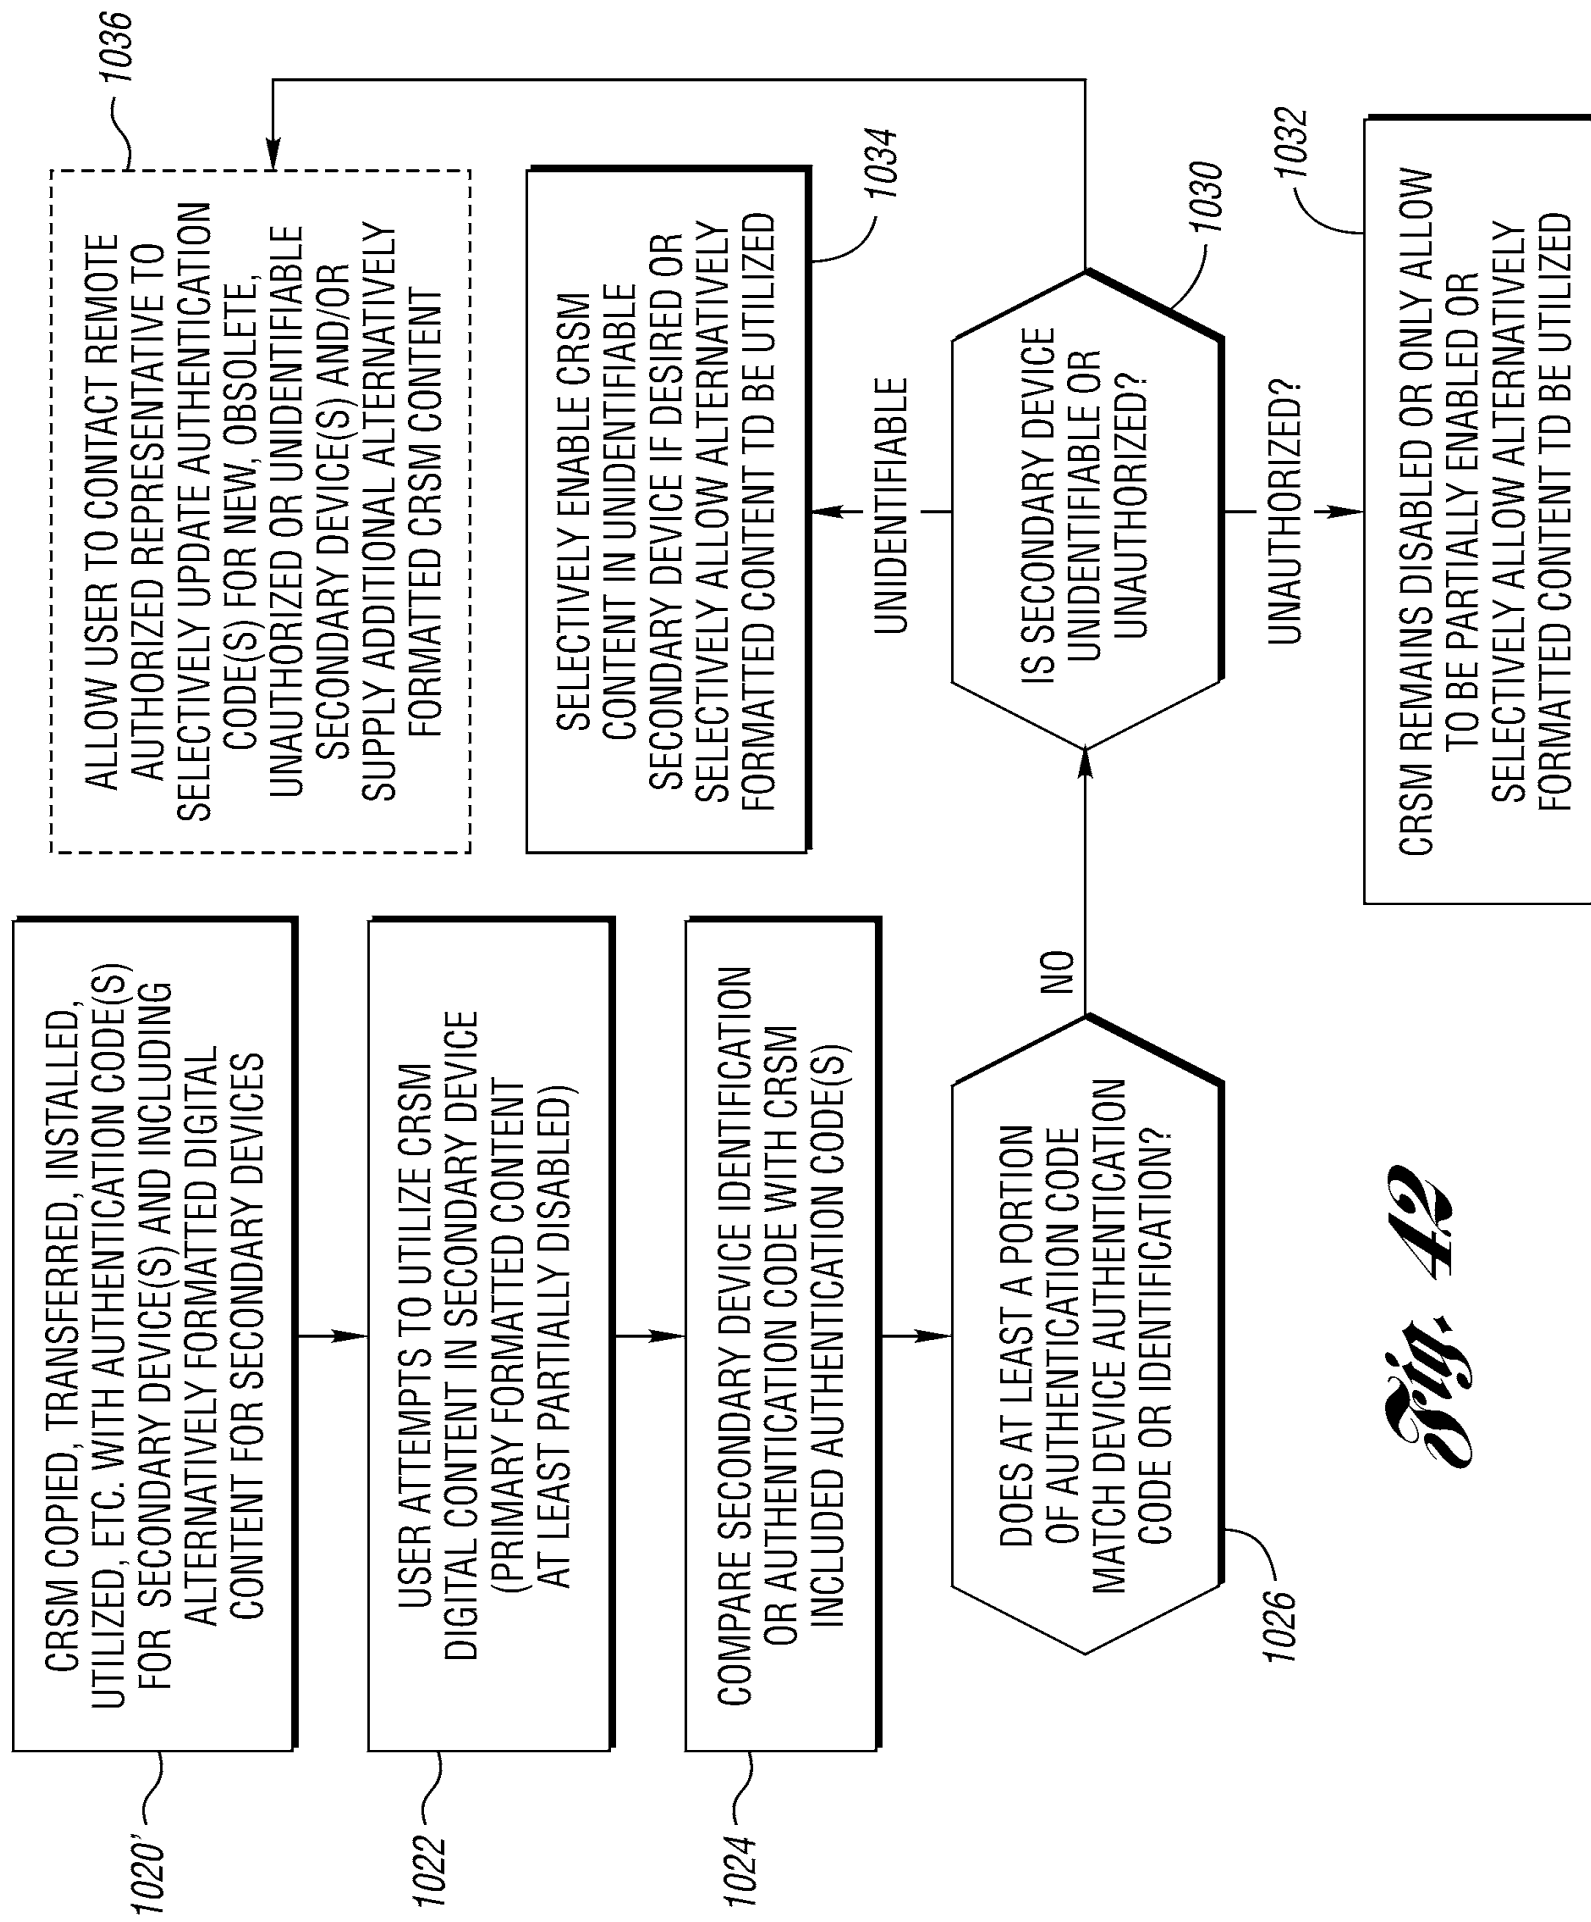 CRSM COPIED, TRANSFERRED, INSTALLED,
UTILIZED, ETC. WITH AUTHENTICATION CODE(S)
FOR SECONDARY DEVICE(S) AND INCLUDING
ALTERNATIVELY FORMATTED DIGITAL
CONTENT FOR SECONDARY DEVICES
1020'
USER ATTEMPTS TO UTILIZE CRSM
DIGITAL CONTENT IN SECONDARY DEVICE
(PRIMARY FORMATTED CONTENT
AT LEAST PARTIALLY DISABLED)
1022
COMPARE SECONDARY DEVICE IDENTIFICATION
OR AUTHENTICATION CODE WITH CRSM
INCLUDED AUTHENTICATION CODE(S)
1024
DOES AT LEAST A PORTION
OF AUTHENTICATION CODE
MATCH DEVICE AUTHENTICATION
CODE OR IDENTIFICATION?
1026
NO
IS SECONDARY DEVICE
UNIDENTIFIABLE OR
UNAUTHORIZED?
1030
UNIDENTIFIABLE
SELECTIVELY ENABLE CRSM
CONTENT IN UNIDENTIFIABLE
SECONDARY DEVICE IF DESIRED OR
SELECTIVELY ALLOW ALTERNATIVELY
FORMATTED CONTENT TD BE UTILIZED
1034
UNAUTHORIZED?
CRSM REMAINS DISABLED OR ONLY ALLOW
TO BE PARTIALLY ENABLED OR
SELECTIVELY ALLOW ALTERNATIVELY
FORMATTED CONTENT TD BE UTILIZED
1032
ALLOW USER TO CONTACT REMOTE
AUTHORIZED REPRESENTATIVE TO
SELECTIVELY UPDATE AUTHENTICATION
CODE(S) FOR NEW, OBSOLETE,
UNAUTHORIZED OR UNIDENTIFIABLE
SECONDARY DEVICE(S) AND/OR
SUPPLY ADDITIONAL ALTERNATIVELY
FORMATTED CRSM CONTENT
1036
Fig. 42